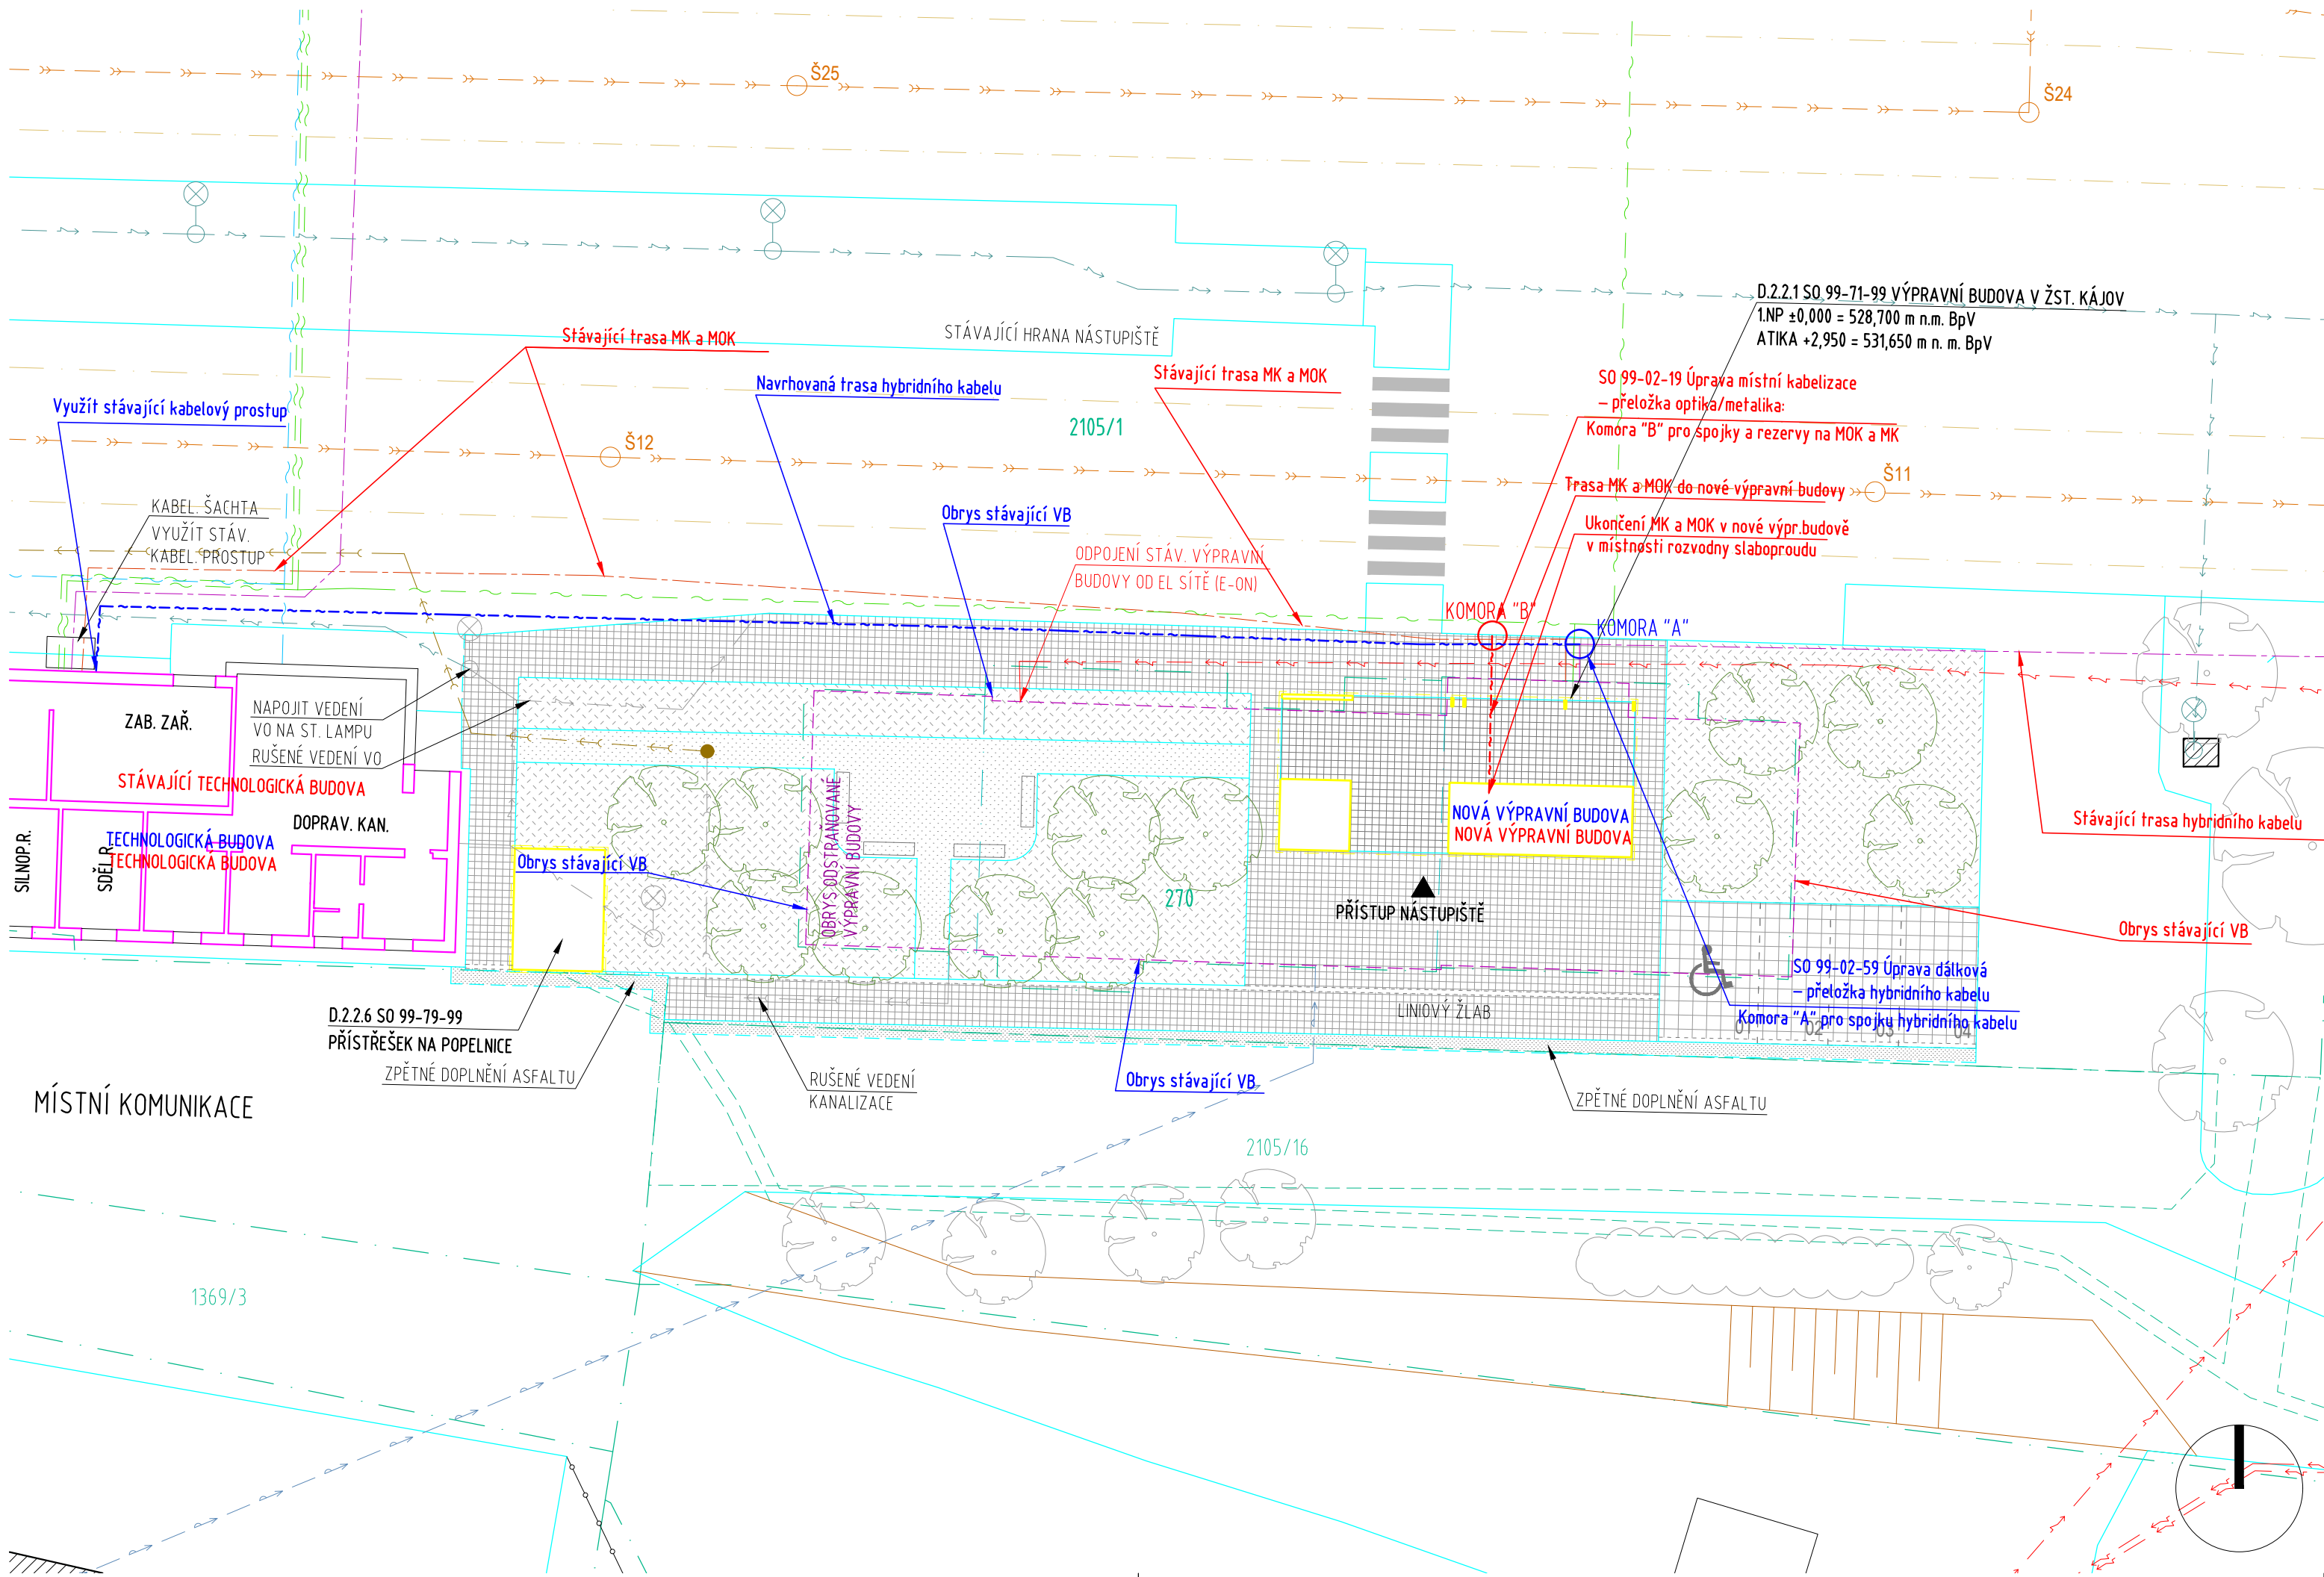 Š25
Š24
D.2.2.1 SO 99-71-99 VÝPRAVNÍ BUDOVA V ŽST. KÁJOV
1.NP ±0,000 = 528,700 m n.m. BpV
ATIKA +2,950 = 531,650 m n. m. BpV
Stávající trasa MK a MOK
STÁVAJÍCÍ HRANA NÁSTUPIŠTĚ
Navrhovaná trasa hybridního kabelu
Stávající trasa MK a MOK
SO 99-02-19 Úprava místní kabelizace
– přeložka optika/metalika:
Komora "B" pro spojky a rezervy na MOK a MK
Využít stávající kabelový prostup
2105/1
Š12
Š11
Trasa MK a MOK do nové výpravní budovy
KABEL. ŠACHTA
VYUŽÍT STÁV.
KABEL. PROSTUP
Obrys stávající VB
Ukončení MK a MOK v nové výpr.budově
v místnosti rozvodny slaboproudu
ODPOJENÍ STÁV. VÝPRAVNÍ
BUDOVY OD EL SÍTĚ (E-ON)
KOMORA "B"
KOMORA "A"
ZAB. ZAŘ.
NAPOJIT VEDENÍ
VO NA ST. LAMPU
RUŠENÉ VEDENÍ VO
STÁVAJÍCÍ TECHNOLOGICKÁ BUDOVA
DOPRAV. KAN.
TECHNOLOGICKÁ BUDOVA
TECHNOLOGICKÁ BUDOVA
SILNOP.R.
SDĚL.R.
OBRYS ODSTRAŇOVANÉ
VÝPRAVNÍ BUDOVY
NOVÁ VÝPRAVNÍ BUDOVA
NOVÁ VÝPRAVNÍ BUDOVA
Stávající trasa hybridního kabelu
Obrys stávající VB
270
PŘÍSTUP NÁSTUPIŠTĚ
Obrys stávající VB
SO 99-02-59 Úprava dálková
– přeložka hybridního kabelu
Komora "A" pro spojku hybridního kabelu
LINIOVÝ ŽLAB
01
02
03
04
D.2.2.6 SO 99-79-99
PŘÍSTŘEŠEK NA POPELNICE
ZPĚTNÉ DOPLNĚNÍ ASFALTU
RUŠENÉ VEDENÍ
KANALIZACE
Obrys stávající VB
ZPĚTNÉ DOPLNĚNÍ ASFALTU
MÍSTNÍ KOMUNIKACE
2105/16
1369/3